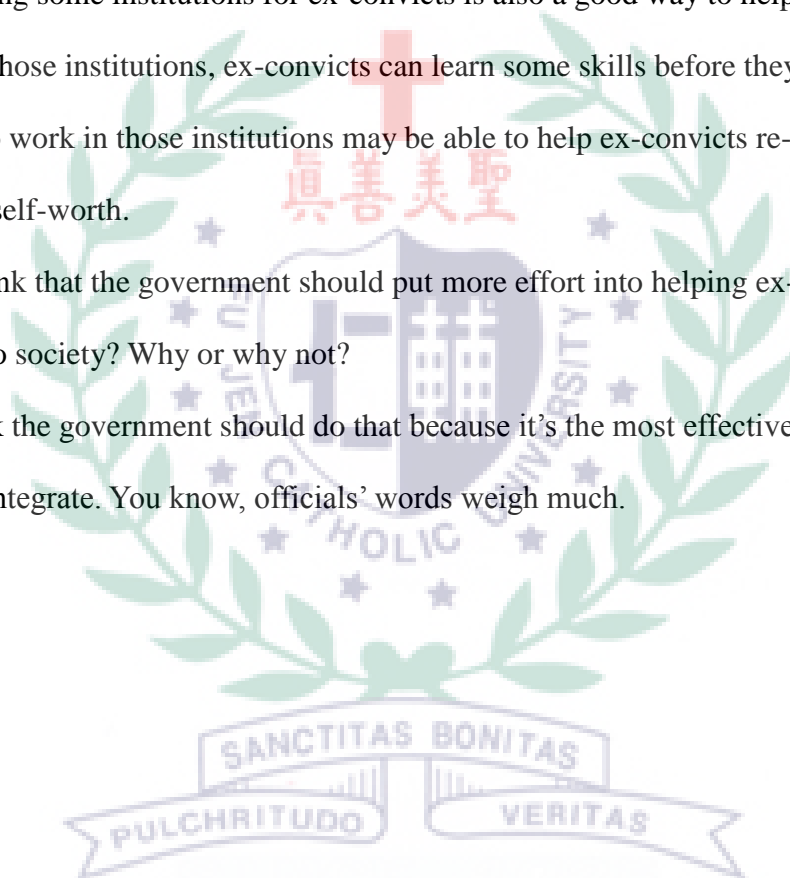 ng some institutions for ex-convicts is also a good way to help
hose institutions, ex-convicts can learn some skills before they
work in those institutions may be able to help ex-convicts re-
self-worth.
nk that the government should put more effort into helping ex-
o society? Why or why not?
k the government should do that because it's the most effective
ntegrate. You know, officials' words weigh much.
真善美聖
FU JEN CATHOLIC UNIVERSITY
SANCTITAS BONITAS
PULCHRITUDO VERITAS